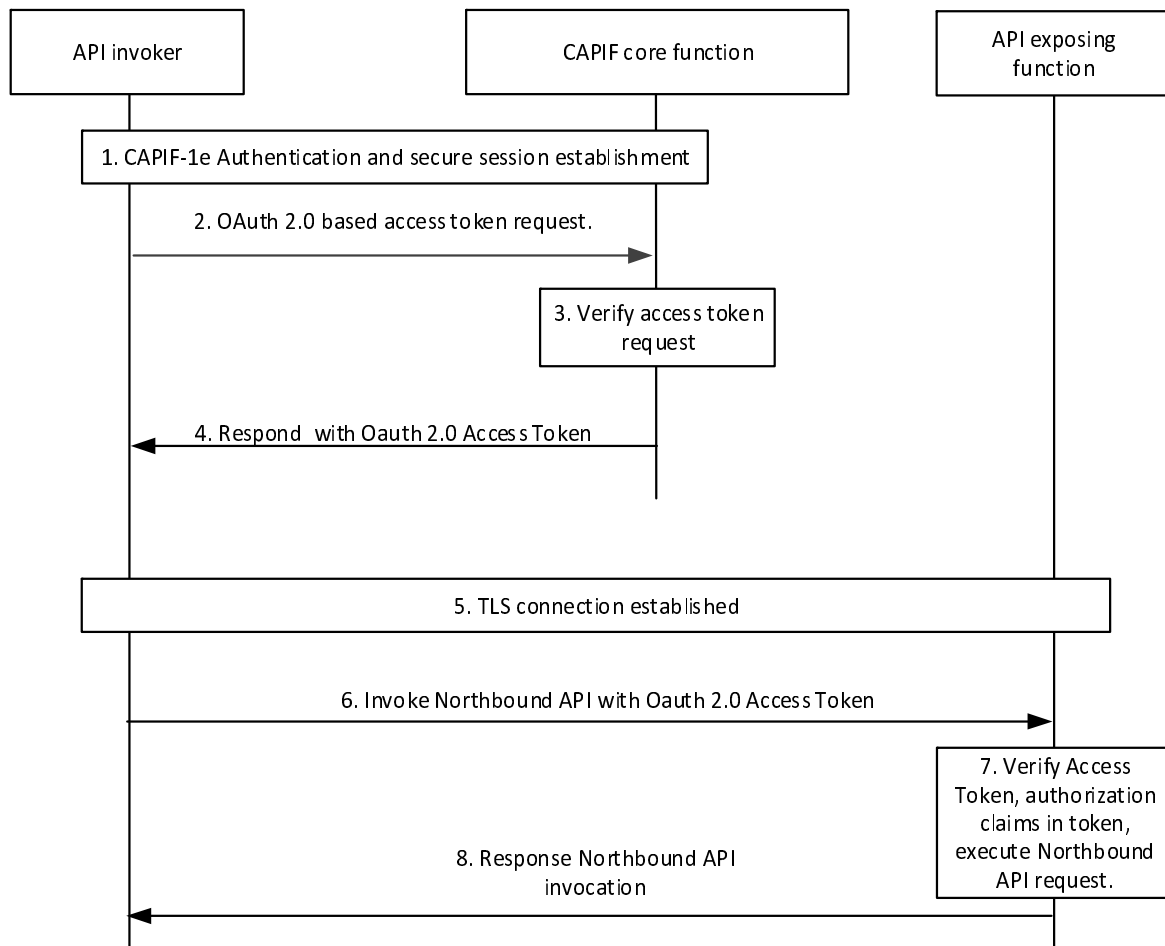 API invoker
CAPIF core function
API exposing
function
1. CAPIF-1e Authentication and secure session establishment
2. OAuth 2.0 based access token request.
3. Verify access token
request
4. Respond  with Oauth 2.0 Access Token
5. TLS connection established
6. Invoke Northbound API with Oauth 2.0 Access Token
7. Verify Access
Token, authorization
claims in token,
execute Northbound
API request.
8. Response Northbound API
invocation